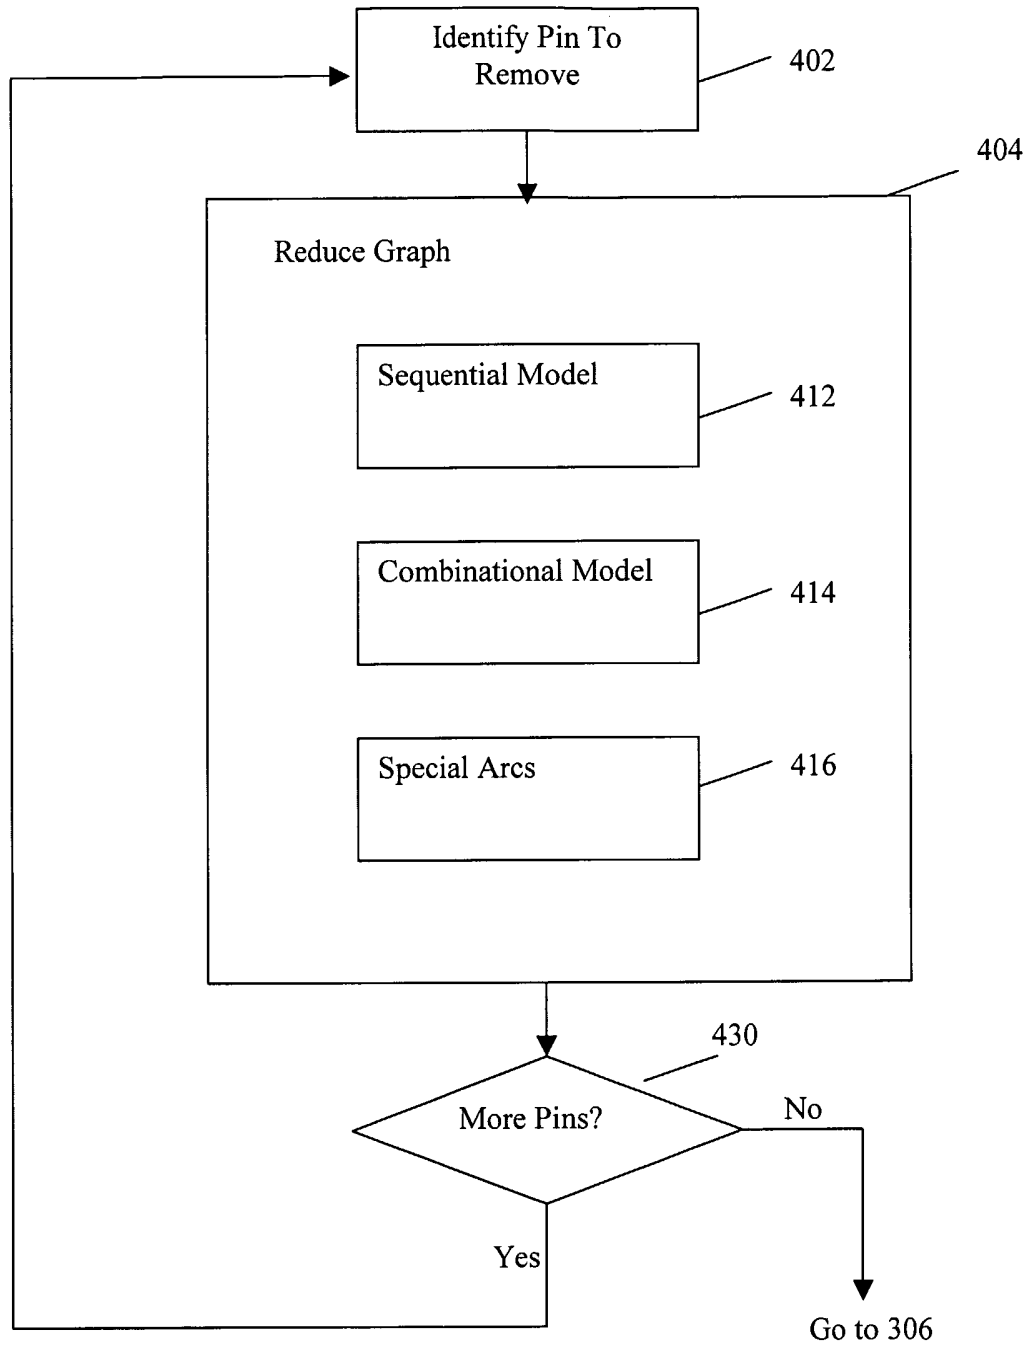 Identify Pin To
Remove
402
404
Reduce Graph
Sequential Model
412
Combinational Model
414
Special Arcs
416
430
More Pins?
No
Yes
Go to 306